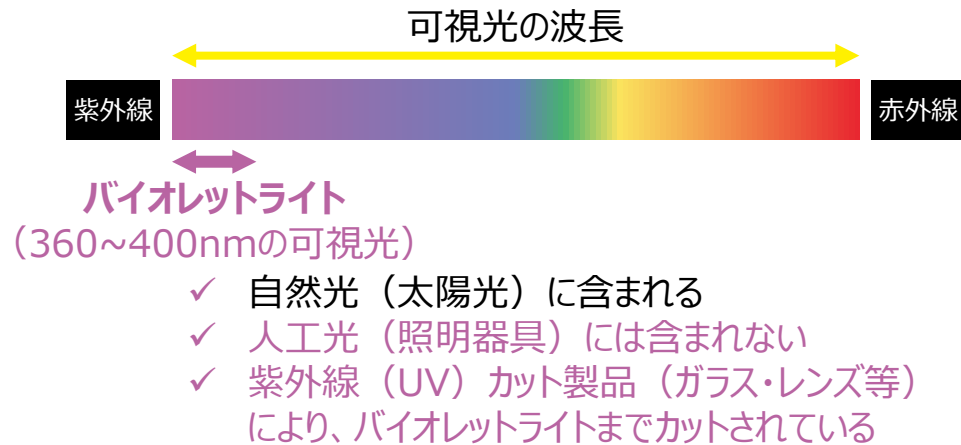 可視光の波長
紫外線
赤外線
バイオレットライト
（360~400nmの可視光）
✓ 自然光（太陽光）に含まれる
✓ 人工光（照明器具）には含まれない
✓ 紫外線（UV）カット製品（ガラス・レンズ等）
により、バイオレットライトまでカットされている